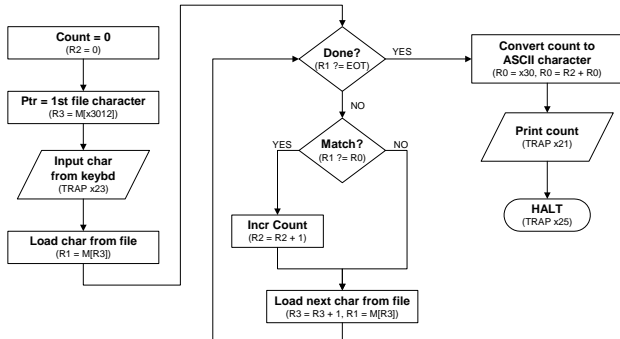 Count = 0
(R2 = 0)
Ptr = 1st file character
(R3 = M[x3012])
Input char
from keybd
(TRAP x23)
Load char from file
(R1 = M[R3])
Done?
(R1 ?= EOT)
YES
NO
Match?
(R1 ?= R0)
YES
NO
Incr Count
(R2 = R2 + 1)
Load next char from file
(R3 = R3 + 1, R1 = M[R3])
Convert count to
ASCII character
(R0 = x30, R0 = R2 + R0)
Print count
(TRAP x21)
HALT
(TRAP x25)